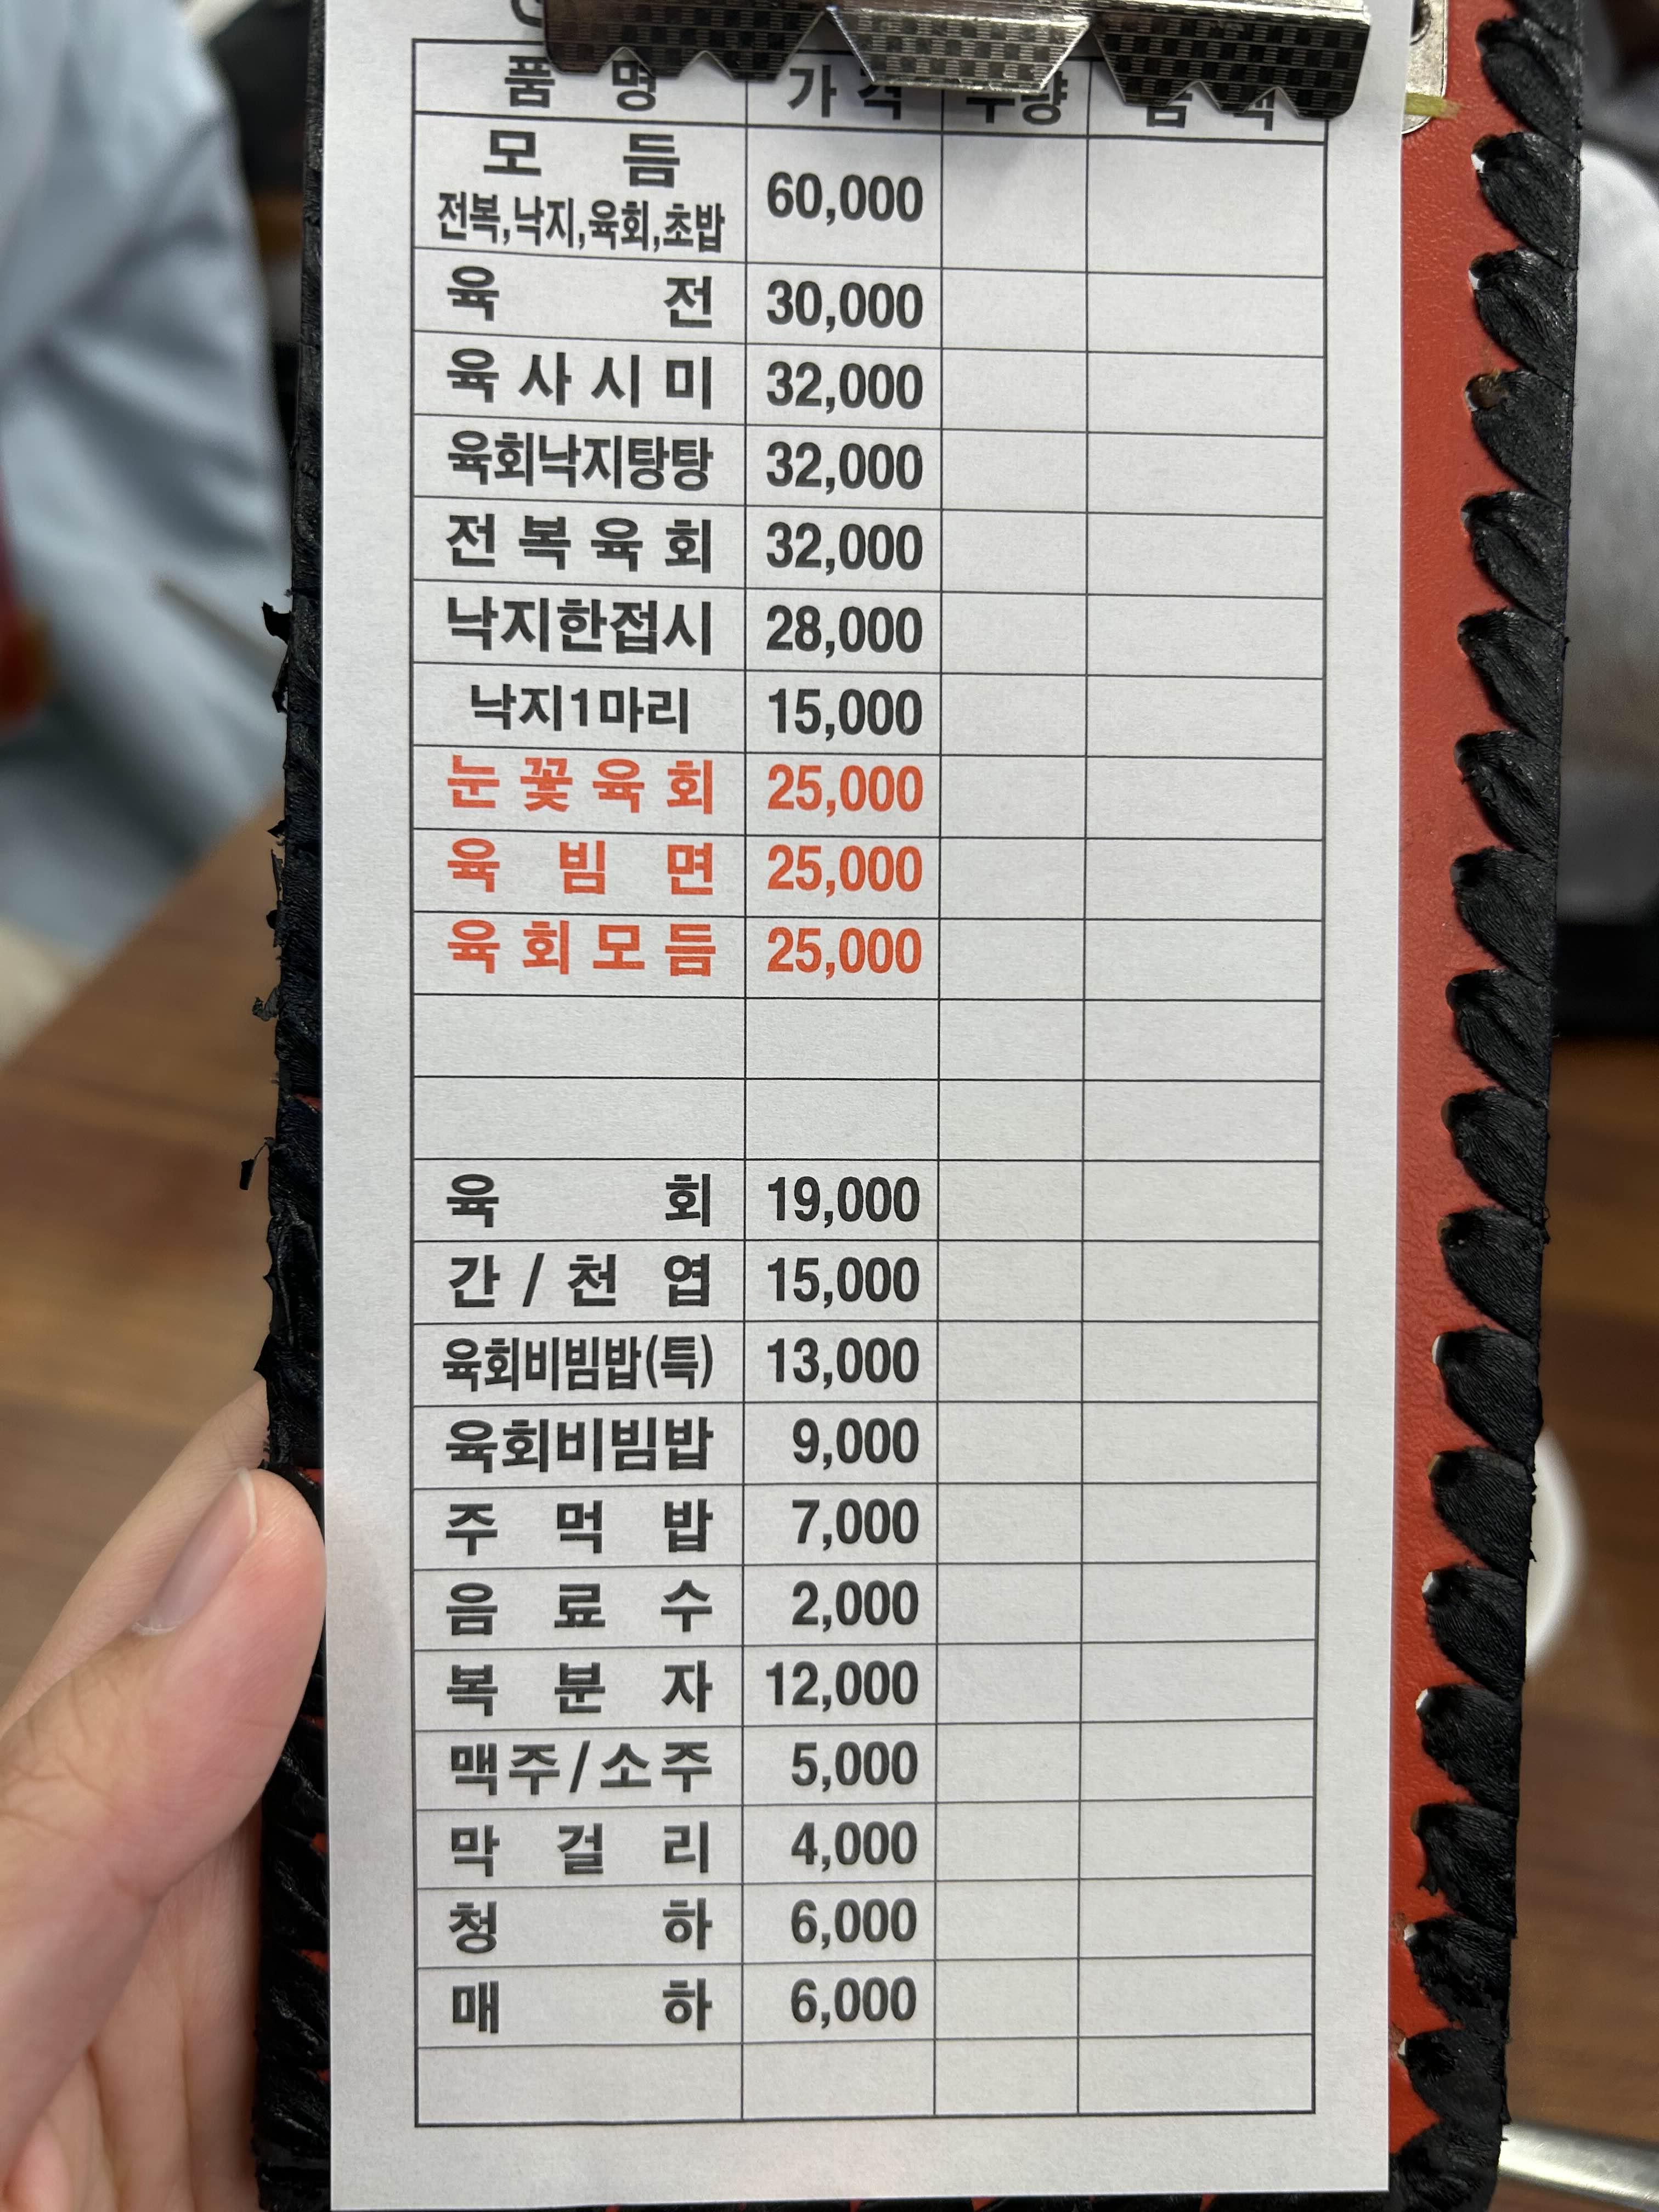 품 명 가 격 수량 금 액
모 듬 60,000
전복,낙지,육회,초밥
육 전 30,000
육 사 시 미 32,000
육회낙지탕탕 32,000
전 복 육 회 32,000
낙지한접시 28,000
낙지1마리 15,000
눈 꽃 육 회 25,000
육 빔 면 25,000
육 회 모 듬 25,000
육 회 19,000
간 / 천 엽 15,000
육회비빔밥(특) 13,000
육회비빔밥 9,000
주 먹 밥 7,000
음 료 수 2,000
복 분 자 12,000
맥주/소주 5,000
막 걸 리 4,000
청 하 6,000
매 하 6,000